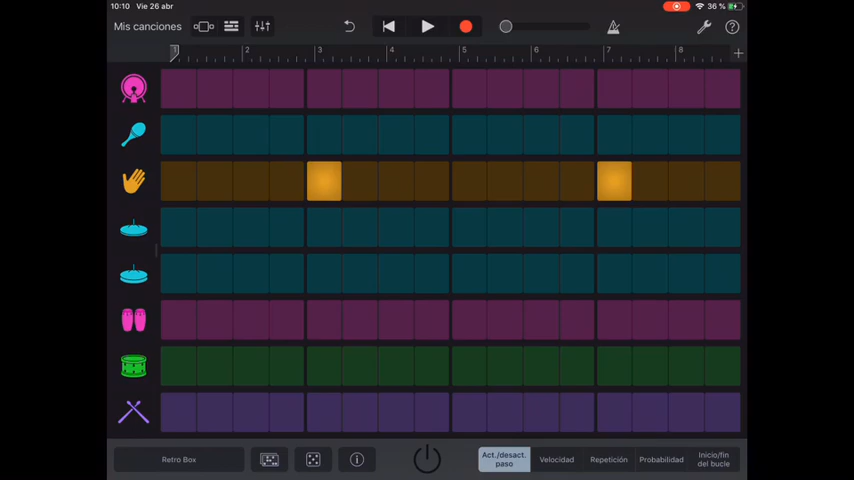 10:10 Vie 26 abr
36 %
Mis canciones
1 2 3 4 5 6 7 8
Retro Box
Act./desact.
paso
Velocidad
Repetición
Probabilidad
Inicio/fin
del bucle